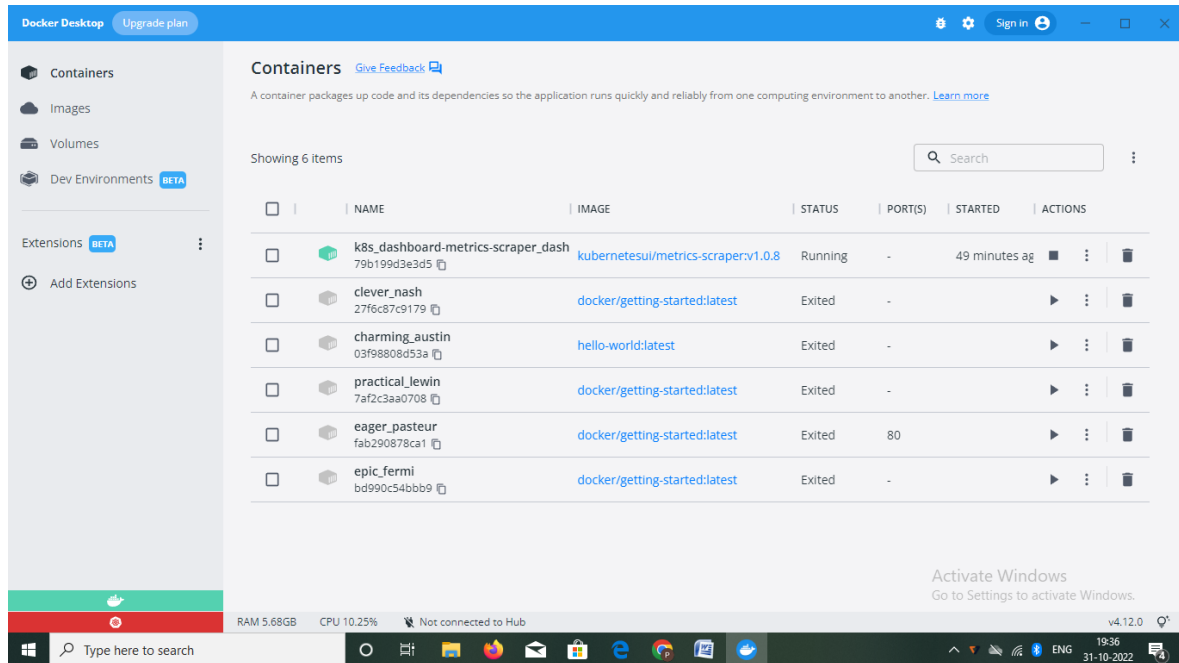 Docker Desktop Upgrade plan Sign in
Containers
Images
Volumes
Dev Environments BETA
Extensions BETA
Add Extensions
Containers Give Feedback
A container packages up code and its dependencies so the application runs quickly and reliably from one computing environment to another. Learn more
Showing 6 items Search
NAME IMAGE STATUS PORT(S) STARTED ACTIONS
k8s_dashboard-metrics-scraper_dash kubernetesui/metrics-scraper:v1.0.8 Running - 49 minutes ag
79b199d3e3d5
clever_nash docker/getting-started:latest Exited -
27f6c87c9179
charming_austin hello-world:latest Exited -
03f98808d53a
practical_lewin docker/getting-started:latest Exited -
7af2c3aa0708
eager_pasteur docker/getting-started:latest Exited 80
fab290878ca1
epic_fermi docker/getting-started:latest Exited -
bd990c54bbb9
Activate Windows
Go to Settings to activate Windows.
RAM 5.68GB CPU 10.25% Not connected to Hub v4.12.0
Type here to search ENG 19:36
31-10-2022 4